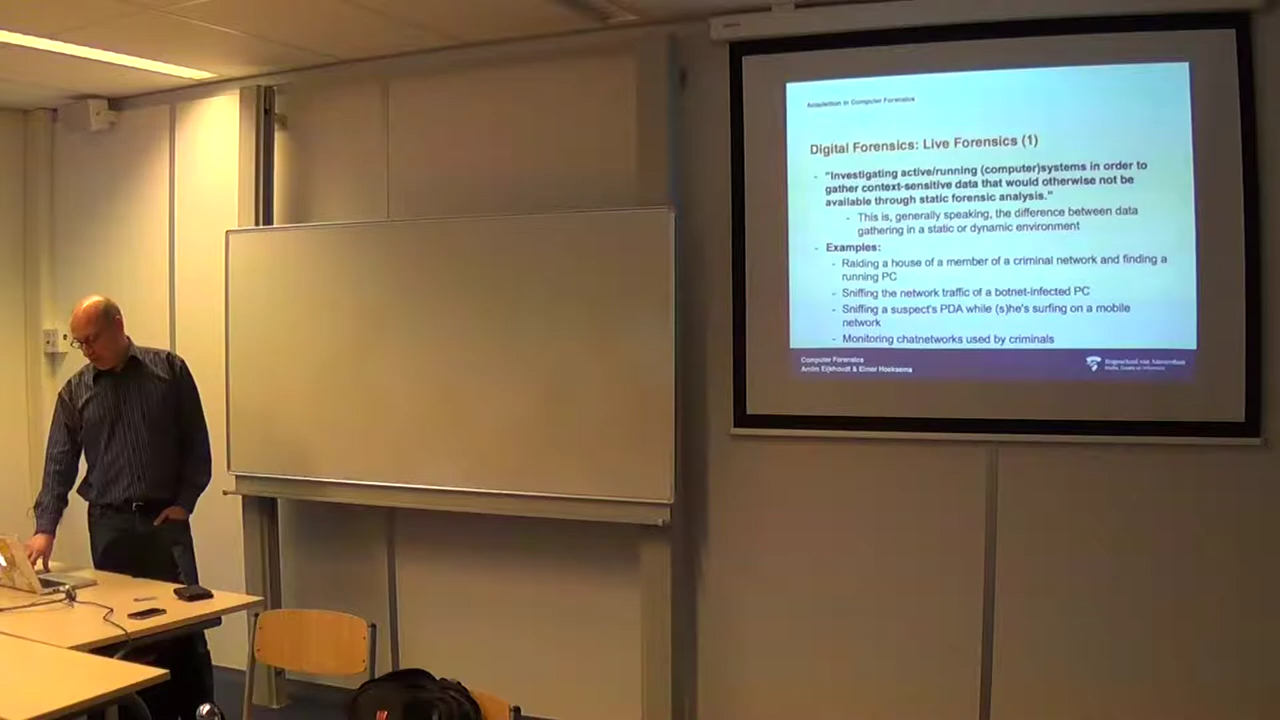 Acquisition in Computer Forensics
Digital Forensics: Live Forensics (1)
- "Investigating active/running (computer)systems in order to
gather context-sensitive data that would otherwise not be
available through static forensic analysis."
- This is, generally speaking, the difference between data
gathering in a static or dynamic environment
- Examples:
- Raiding a house of a member of a criminal network and finding a
running PC
- Sniffing the network traffic of a botnet-infected PC
- Sniffing a suspect's PDA while (s)he's surfing on a mobile
network
- Monitoring chatnetworks used by criminals
Computer Forensics
Arnim Eijkhoudt & Elmer Hoeksema
Hogeschool van Amsterdam